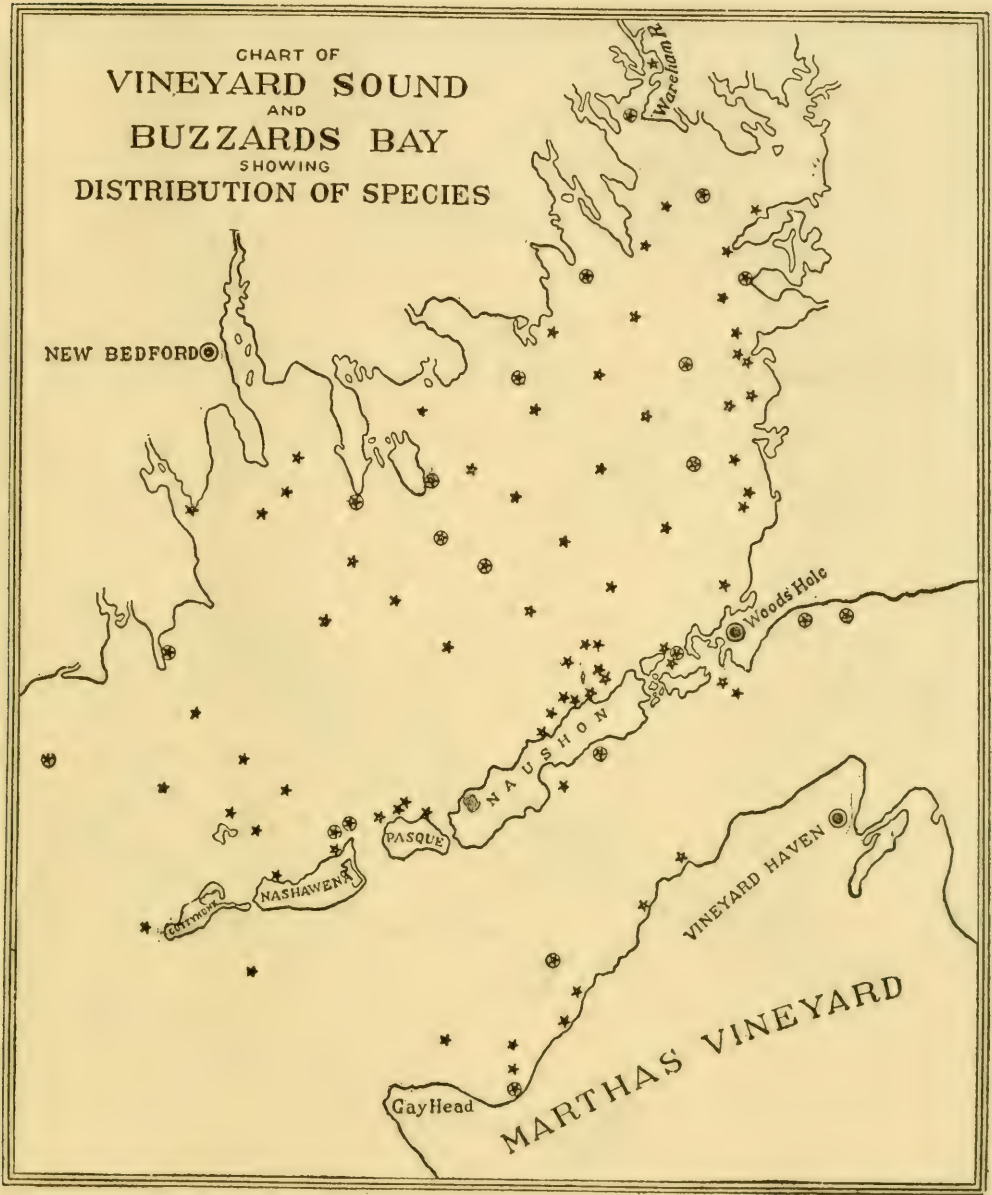 CHART OF
VINEYARD SOUND
AND
BUZZARDS BAY
SHOWING
DISTRIBUTION OF SPECIES
Wareham R.
NEW BEDFORD
Woods Hole
NAUSHON
PASQUE
NASHAWENA
CUTTYHUNK
VINEYARD HAVEN
MARTHAS VINEYARD
Gay Head